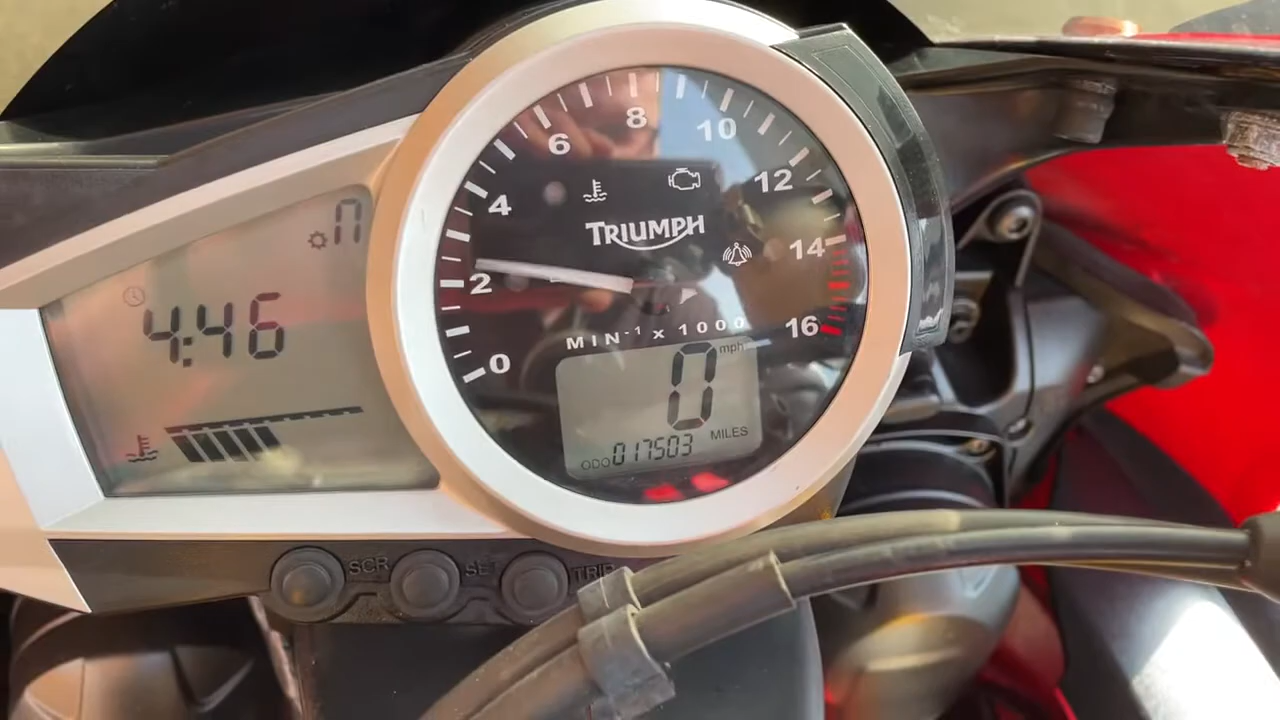 8
6
10
4
12
TRIUMPH
n
14
2
4:46
MIN⁻¹ x 1000
16
0
0 mph
ODO 017503 MILES
SCR SET TRIP